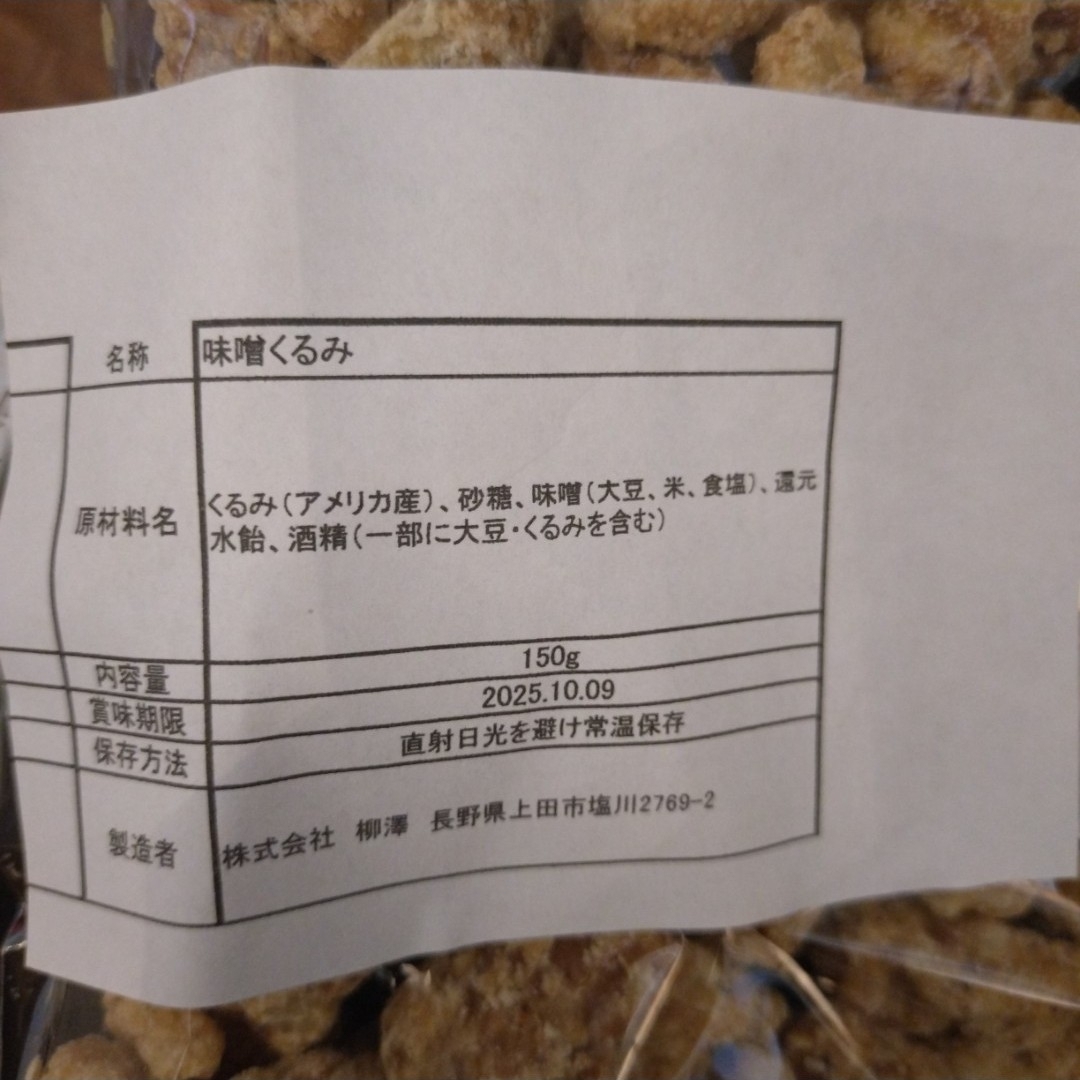 名称 味噌くるみ
原材料名 くるみ（アメリカ産）、砂糖、味噌（大豆、米、食塩）、還元
水飴、酒精（一部に大豆・くるみを含む）
内容量 150g
賞味期限 2025.10.09
保存方法 直射日光を避け常温保存
製造者 株式会社 柳澤 長野県上田市塩川2769-2